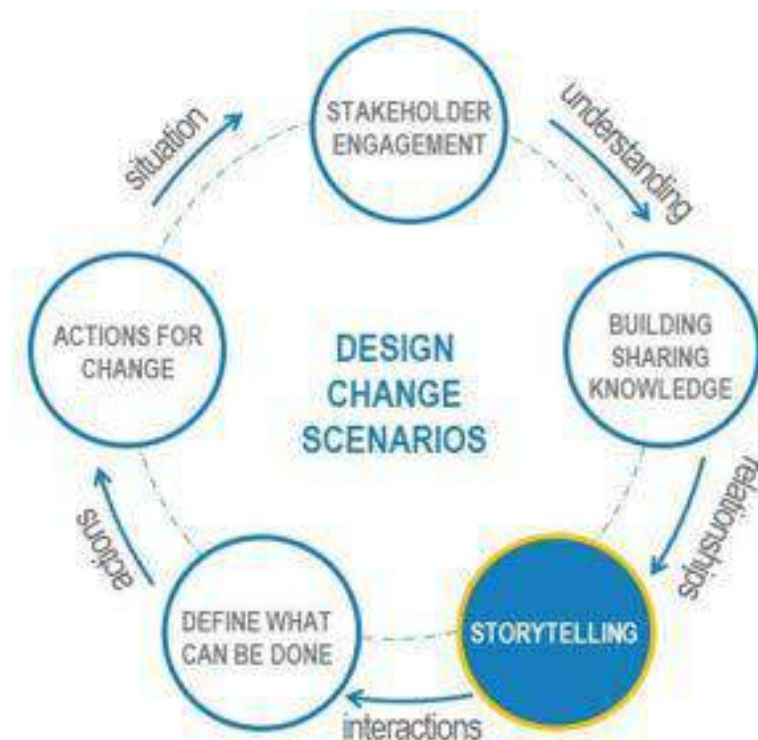 STAKEHOLDER
ENGAGEMENT
understanding
BUILDING
SHARING
KNOWLEDGE
relationships
STORYTELLING
interactions
DEFINE WHAT
CAN BE DONE
actions
ACTIONS FOR
CHANGE
situation
DESIGN
CHANGE
SCENARIOS